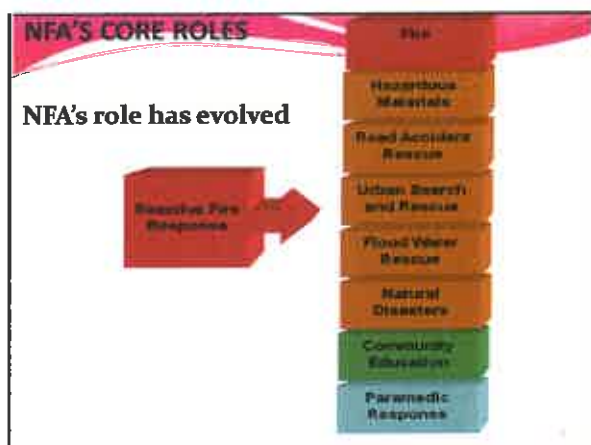 NFA'S CORE ROLES
Fire
NFA's role has evolved
Hazardous
Materials
Road Accident
Rescue
Reactive Fire
Response
Urban Search
and Rescue
Flood Water
Rescue
Natural
Disasters
Community
Education
Paramedic
Response